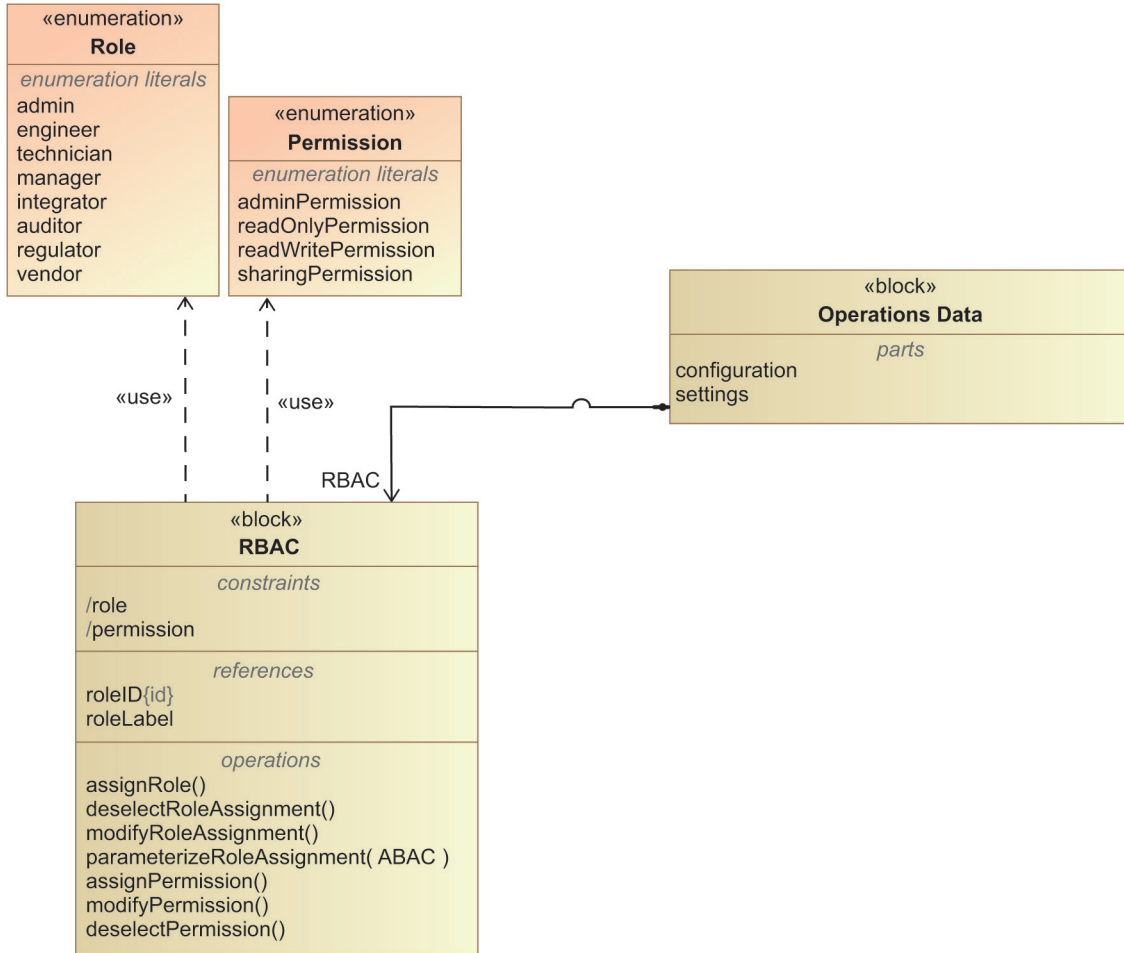 «enumeration»
Role
enumeration literals
admin
engineer
technician
manager
integrator
auditor
regulator
vendor
«enumeration»
Permission
enumeration literals
adminPermission
readOnlyPermission
readWritePermission
sharingPermission
«block»
Operations Data
parts
configuration
settings
«use»
«use»
RBAC
«block»
RBAC
constraints
/role
/permission
references
roleID{id}
roleLabel
operations
assignRole()
deselectRoleAssignment()
modifyRoleAssignment()
parameterizeRoleAssignment( ABAC )
assignPermission()
modifyPermission()
deselectPermission()